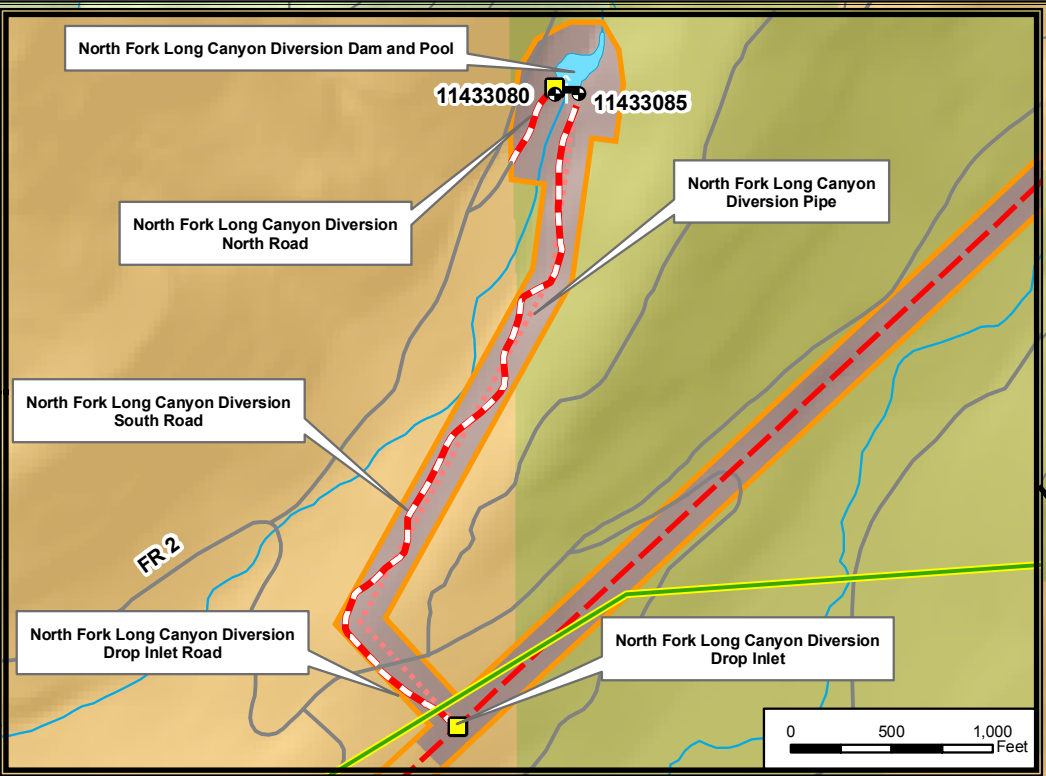 North Fork Long Canyon Diversion Dam and Pool
11433080
11433085
North Fork Long Canyon
Diversion Pipe
North Fork Long Canyon Diversion
North Road
North Fork Long Canyon Diversion
South Road
FR 2
North Fork Long Canyon Diversion
Drop Inlet Road
North Fork Long Canyon Diversion
Drop Inlet
0 500 1,000
Feet